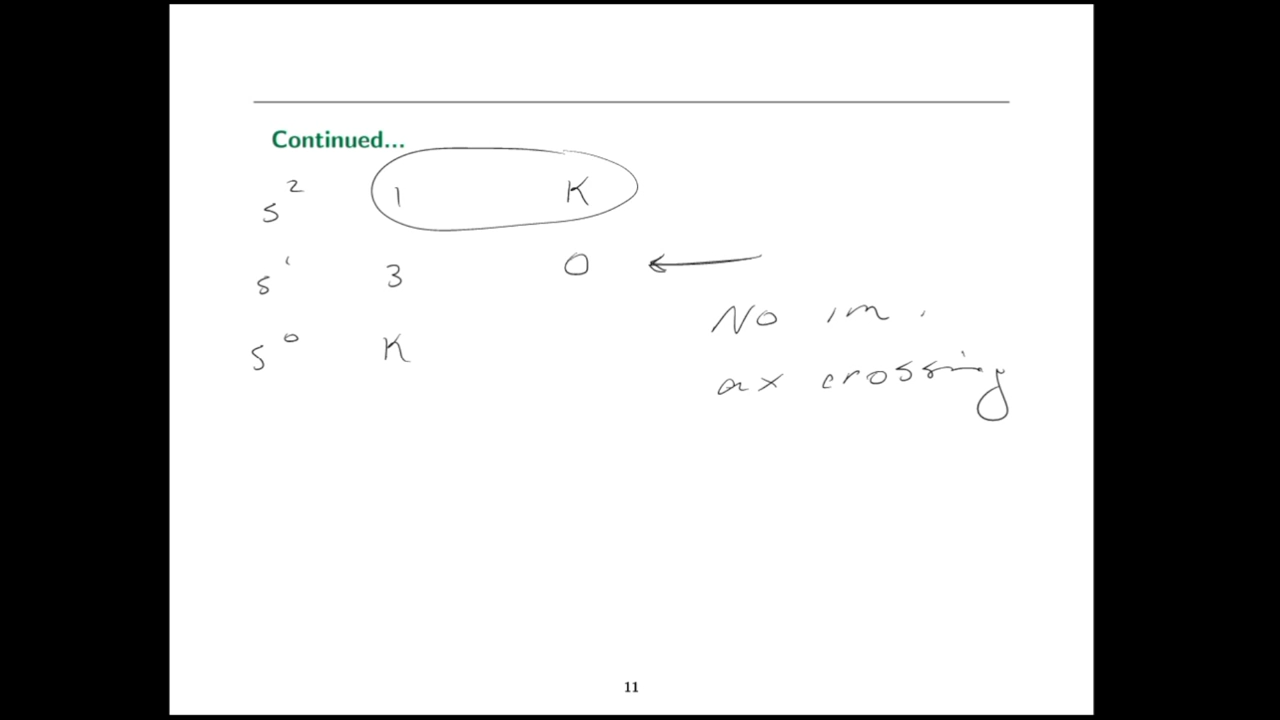 Continued...
s² 1 K
s¹ 3 0
s⁰ K
No im.
ax crossing
11